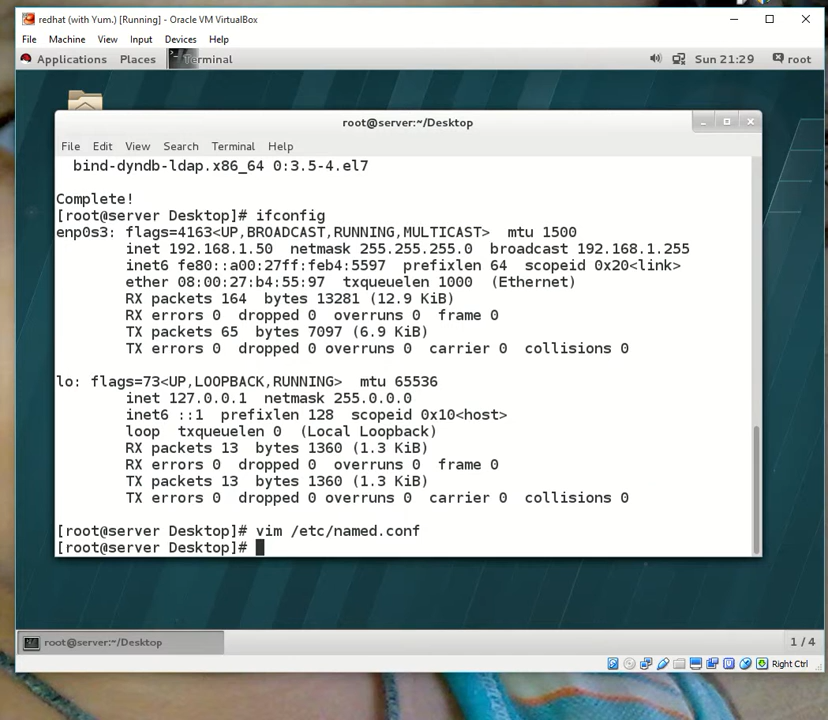 redhat (with Yum.) [Running] - Oracle VM VirtualBox
File Machine View Input Devices Help
Applications Places Terminal Sun 21:29 root
root@server:~/Desktop
File Edit View Search Terminal Help
bind-dyndb-ldap.x86_64 0:3.5-4.el7
Complete!
[root@server Desktop]# ifconfig
enp0s3: flags=4163<UP,BROADCAST,RUNNING,MULTICAST> mtu 1500
inet 192.168.1.50 netmask 255.255.255.0 broadcast 192.168.1.255
inet6 fe80::a00:27ff:feb4:5597 prefixlen 64 scopeid 0x20<link>
ether 08:00:27:b4:55:97 txqueuelen 1000 (Ethernet)
RX packets 164 bytes 13281 (12.9 KiB)
RX errors 0 dropped 0 overruns 0 frame 0
TX packets 65 bytes 7097 (6.9 KiB)
TX errors 0 dropped 0 overruns 0 carrier 0 collisions 0
lo: flags=73<UP,LOOPBACK,RUNNING> mtu 65536
inet 127.0.0.1 netmask 255.0.0.0
inet6 ::1 prefixlen 128 scopeid 0x10<host>
loop txqueuelen 0 (Local Loopback)
RX packets 13 bytes 1360 (1.3 KiB)
RX errors 0 dropped 0 overruns 0 frame 0
TX packets 13 bytes 1360 (1.3 KiB)
TX errors 0 dropped 0 overruns 0 carrier 0 collisions 0
[root@server Desktop]# vim /etc/named.conf
[root@server Desktop]#
root@server:~/Desktop 1 / 4
Right Ctrl